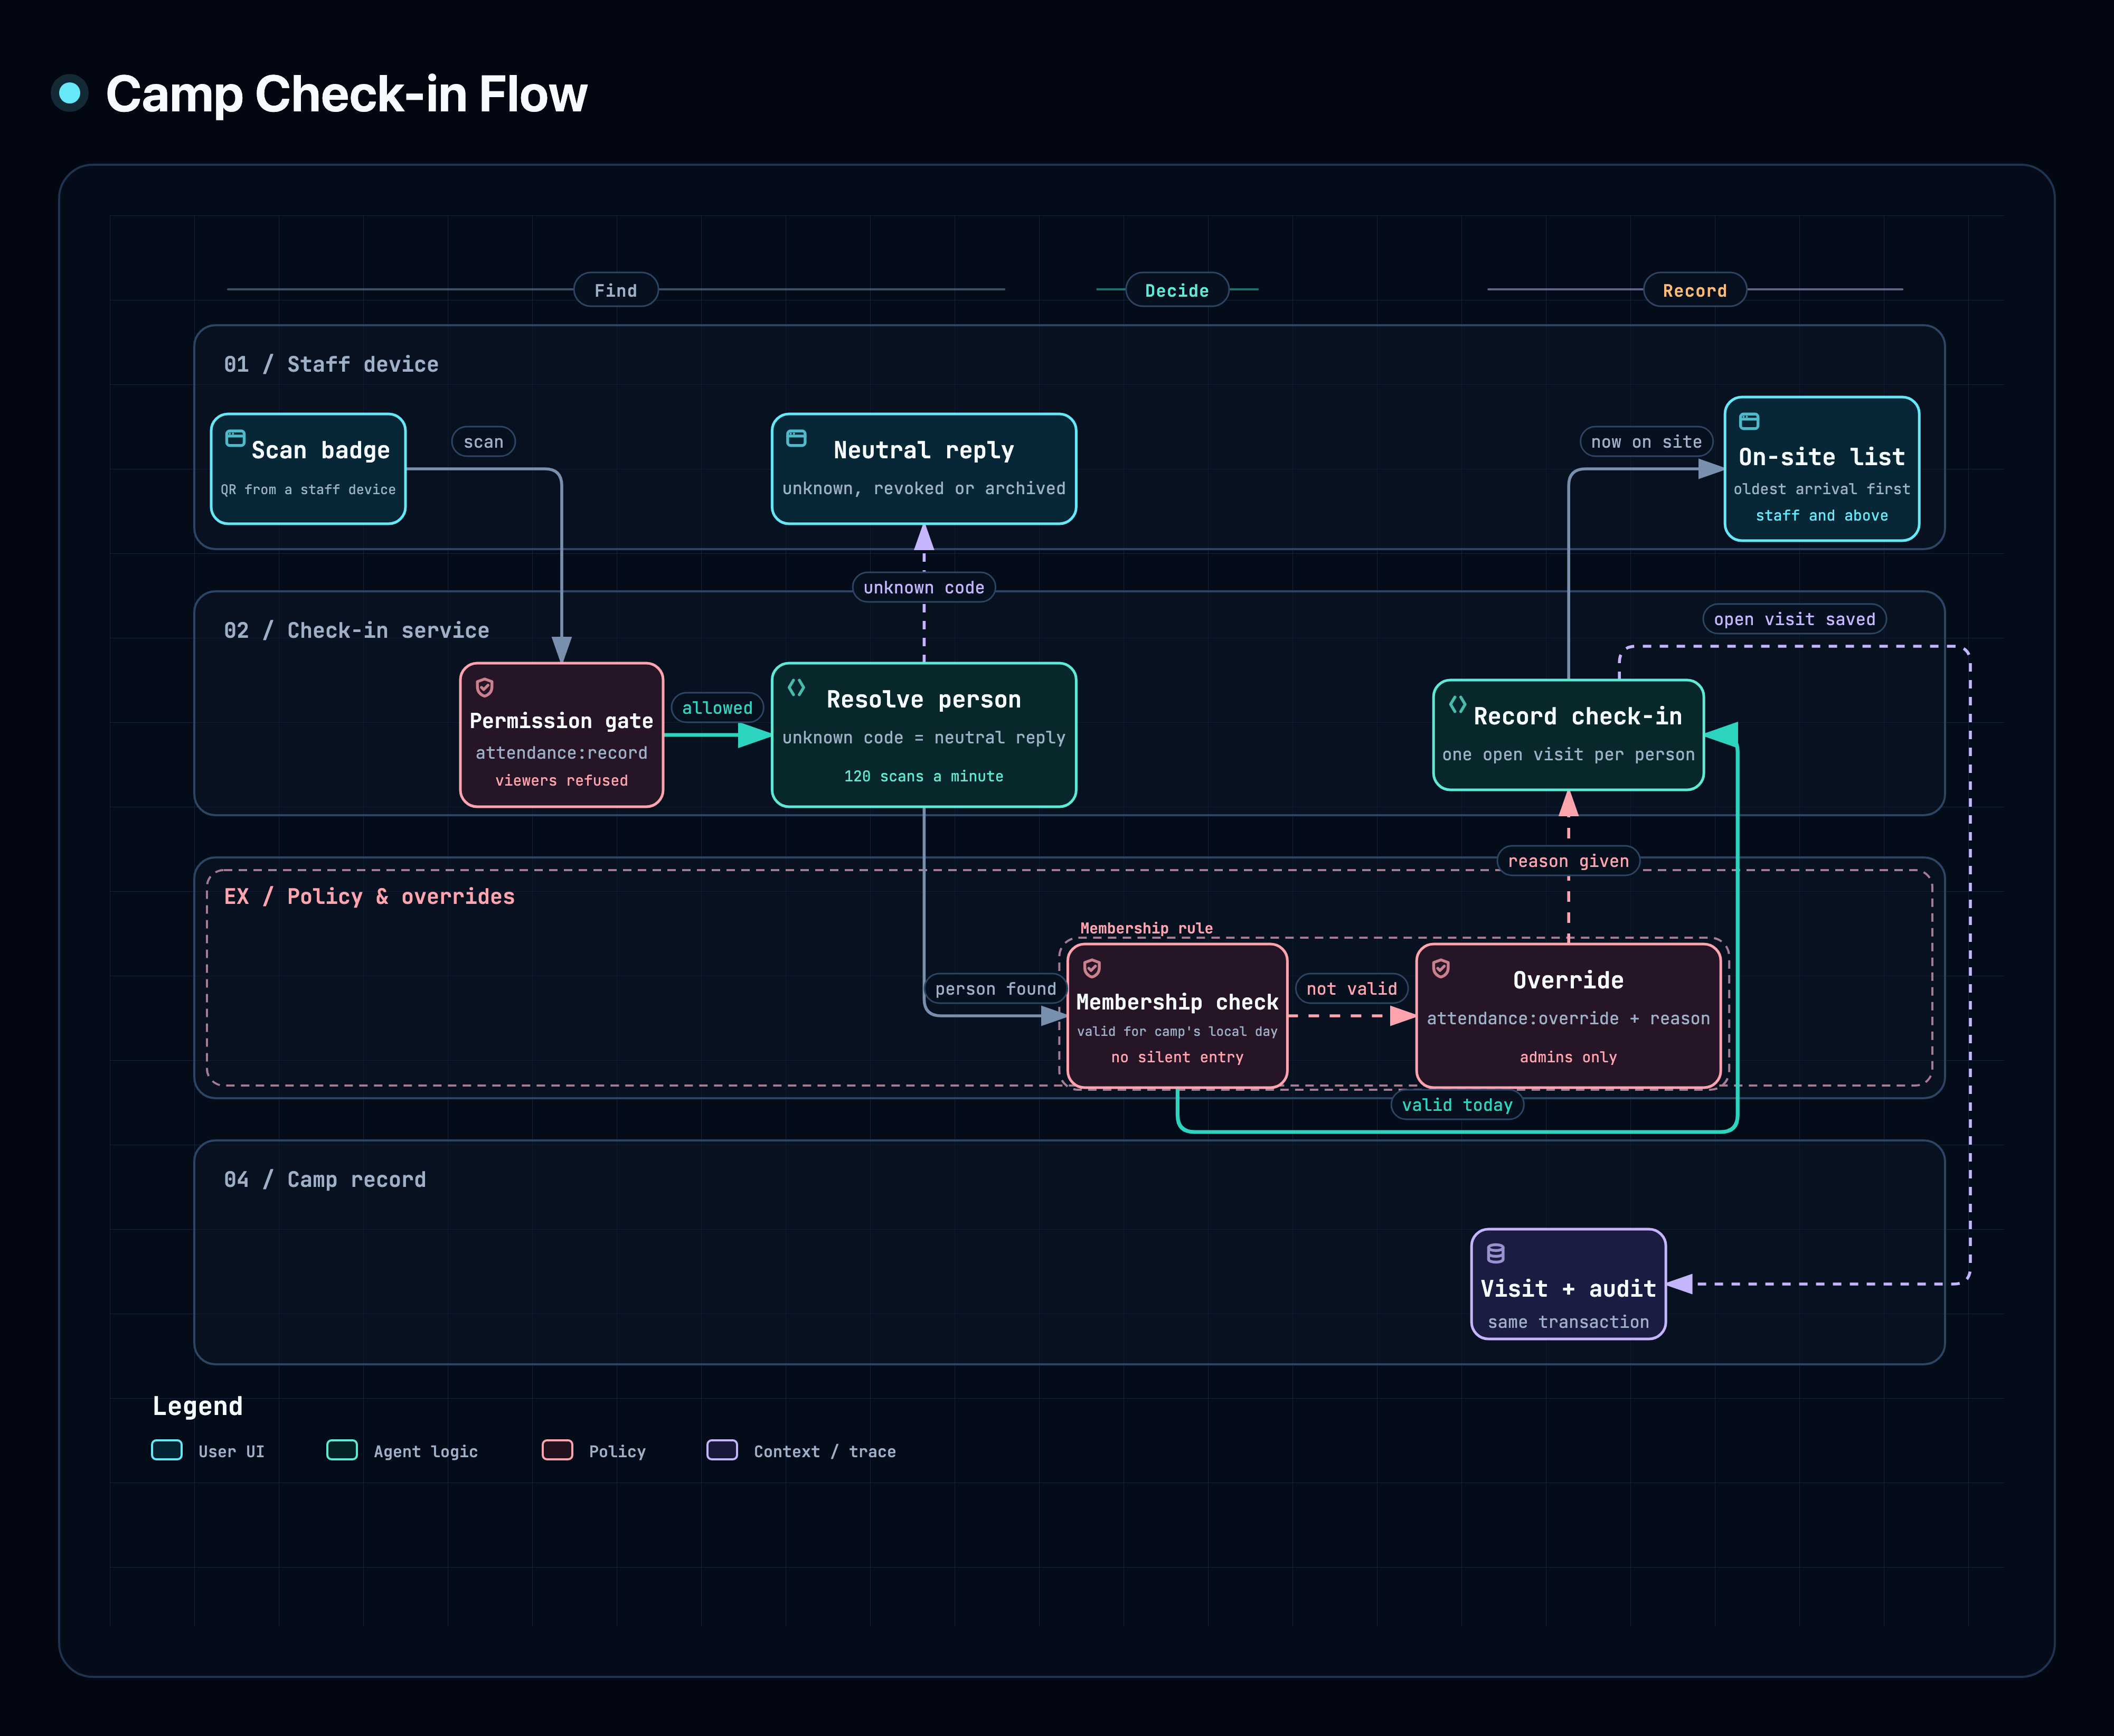 Camp Check-in Flow
Find
Decide
Record
01 / Staff device
Scan badge
QR from a staff device
scan
Neutral reply
unknown, revoked or archived
now on site
On-site list
oldest arrival first
staff and above
unknown code
02 / Check-in service
open visit saved
Permission gate
attendance:record
viewers refused
allowed
Resolve person
unknown code = neutral reply
120 scans a minute
Record check-in
one open visit per person
reason given
EX / Policy & overrides
Membership rule
person found
Membership check
valid for camp's local day
no silent entry
not valid
Override
attendance:override + reason
admins only
valid today
04 / Camp record
Visit + audit
same transaction
Legend
User UI
Agent logic
Policy
Context / trace